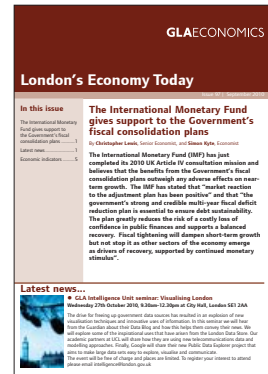 GLAECONOMICS
London's Economy Today
Issue 97 | September 2010
In this issue
The International Monetary
Fund gives support to
the Government's fiscal
consolidation plans ........1
Latest news....................1
Economic indicators.......5
The International Monetary Fund
gives support to the Government's
fiscal consolidation plans
By Christopher Lewis, Senior Economist, and Simon Kyte, Economist
The International Monetary Fund (IMF) has just
completed its 2010 UK Article IV consultation mission and
believes that the benefits from the Government's fiscal
consolidation plans outweigh any adverse effects on near-
term growth. The IMF has stated that “market reaction
to the adjustment plan has been positive” and that “the
government's strong and credible multi-year fiscal deficit
reduction plan is essential to ensure debt sustainability.
The plan greatly reduces the risk of a costly loss of
confidence in public finances and supports a balanced
recovery. Fiscal tightening will dampen short-term growth
but not stop it as other sectors of the economy emerge
as drivers of recovery, supported by continued monetary
stimulus”.
Latest news...
GLA Intelligence Unit seminar: Visualising London
Wednesday 27th October 2010, 9.30am–12.30pm at City Hall, London SE1 2AA
The drive for freeing up government data sources has resulted in an explosion of new
visualisation techniques and innovative uses of information. In this seminar we will hear
from the Guardian about their Data Blog and how this helps them convey their news. We
will explore some of the inspirational uses that have arisen from the London Data Store. Our
academic partners at UCL will share how they are using new telecommunications data and
modelling approaches. Finally, Google will share their new Public Data Explorer project that
aims to make large data sets easy to explore, visualise and communicate.
The event will be free of charge and places are limited. To register your interest to attend
please email intelligence@london.gov.uk